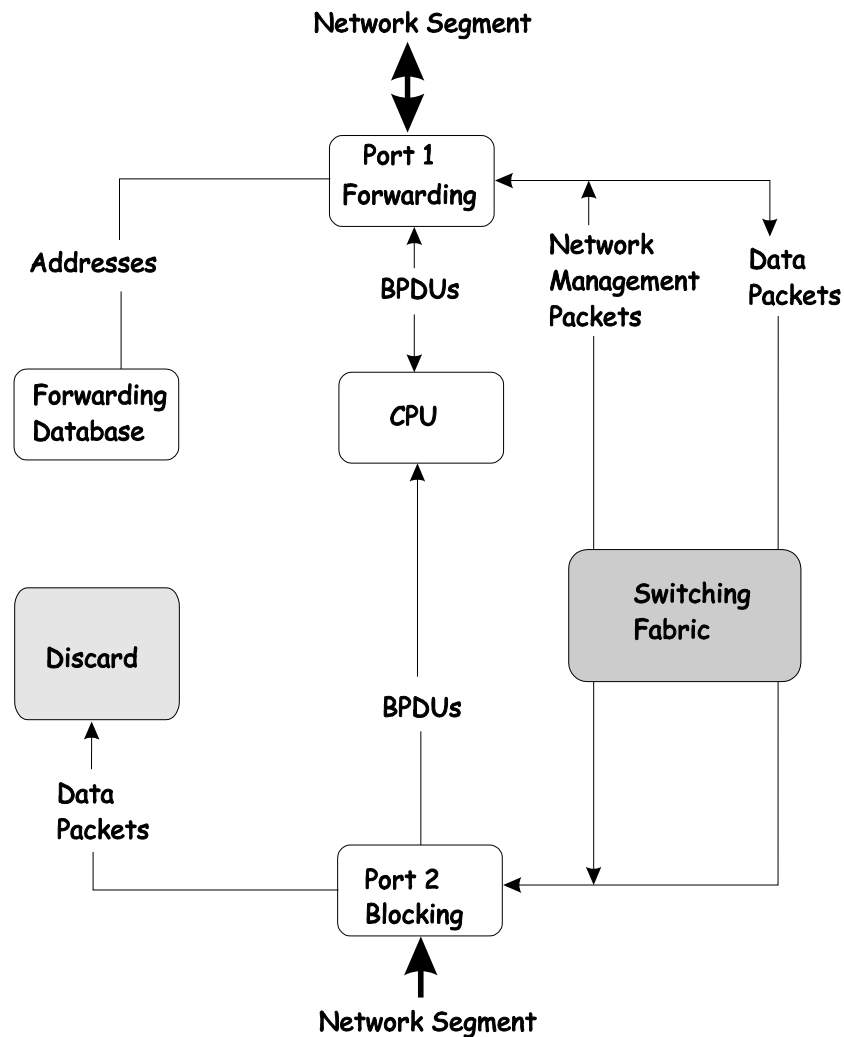 Network Segment
Port 1
Forwarding
Addresses
BPDUs
Network
Management
Packets
Data
Packets
Forwarding
Database
CPU
Switching
Fabric
Discard
BPDUs
Data
Packets
Port 2
Blocking
Network Segment